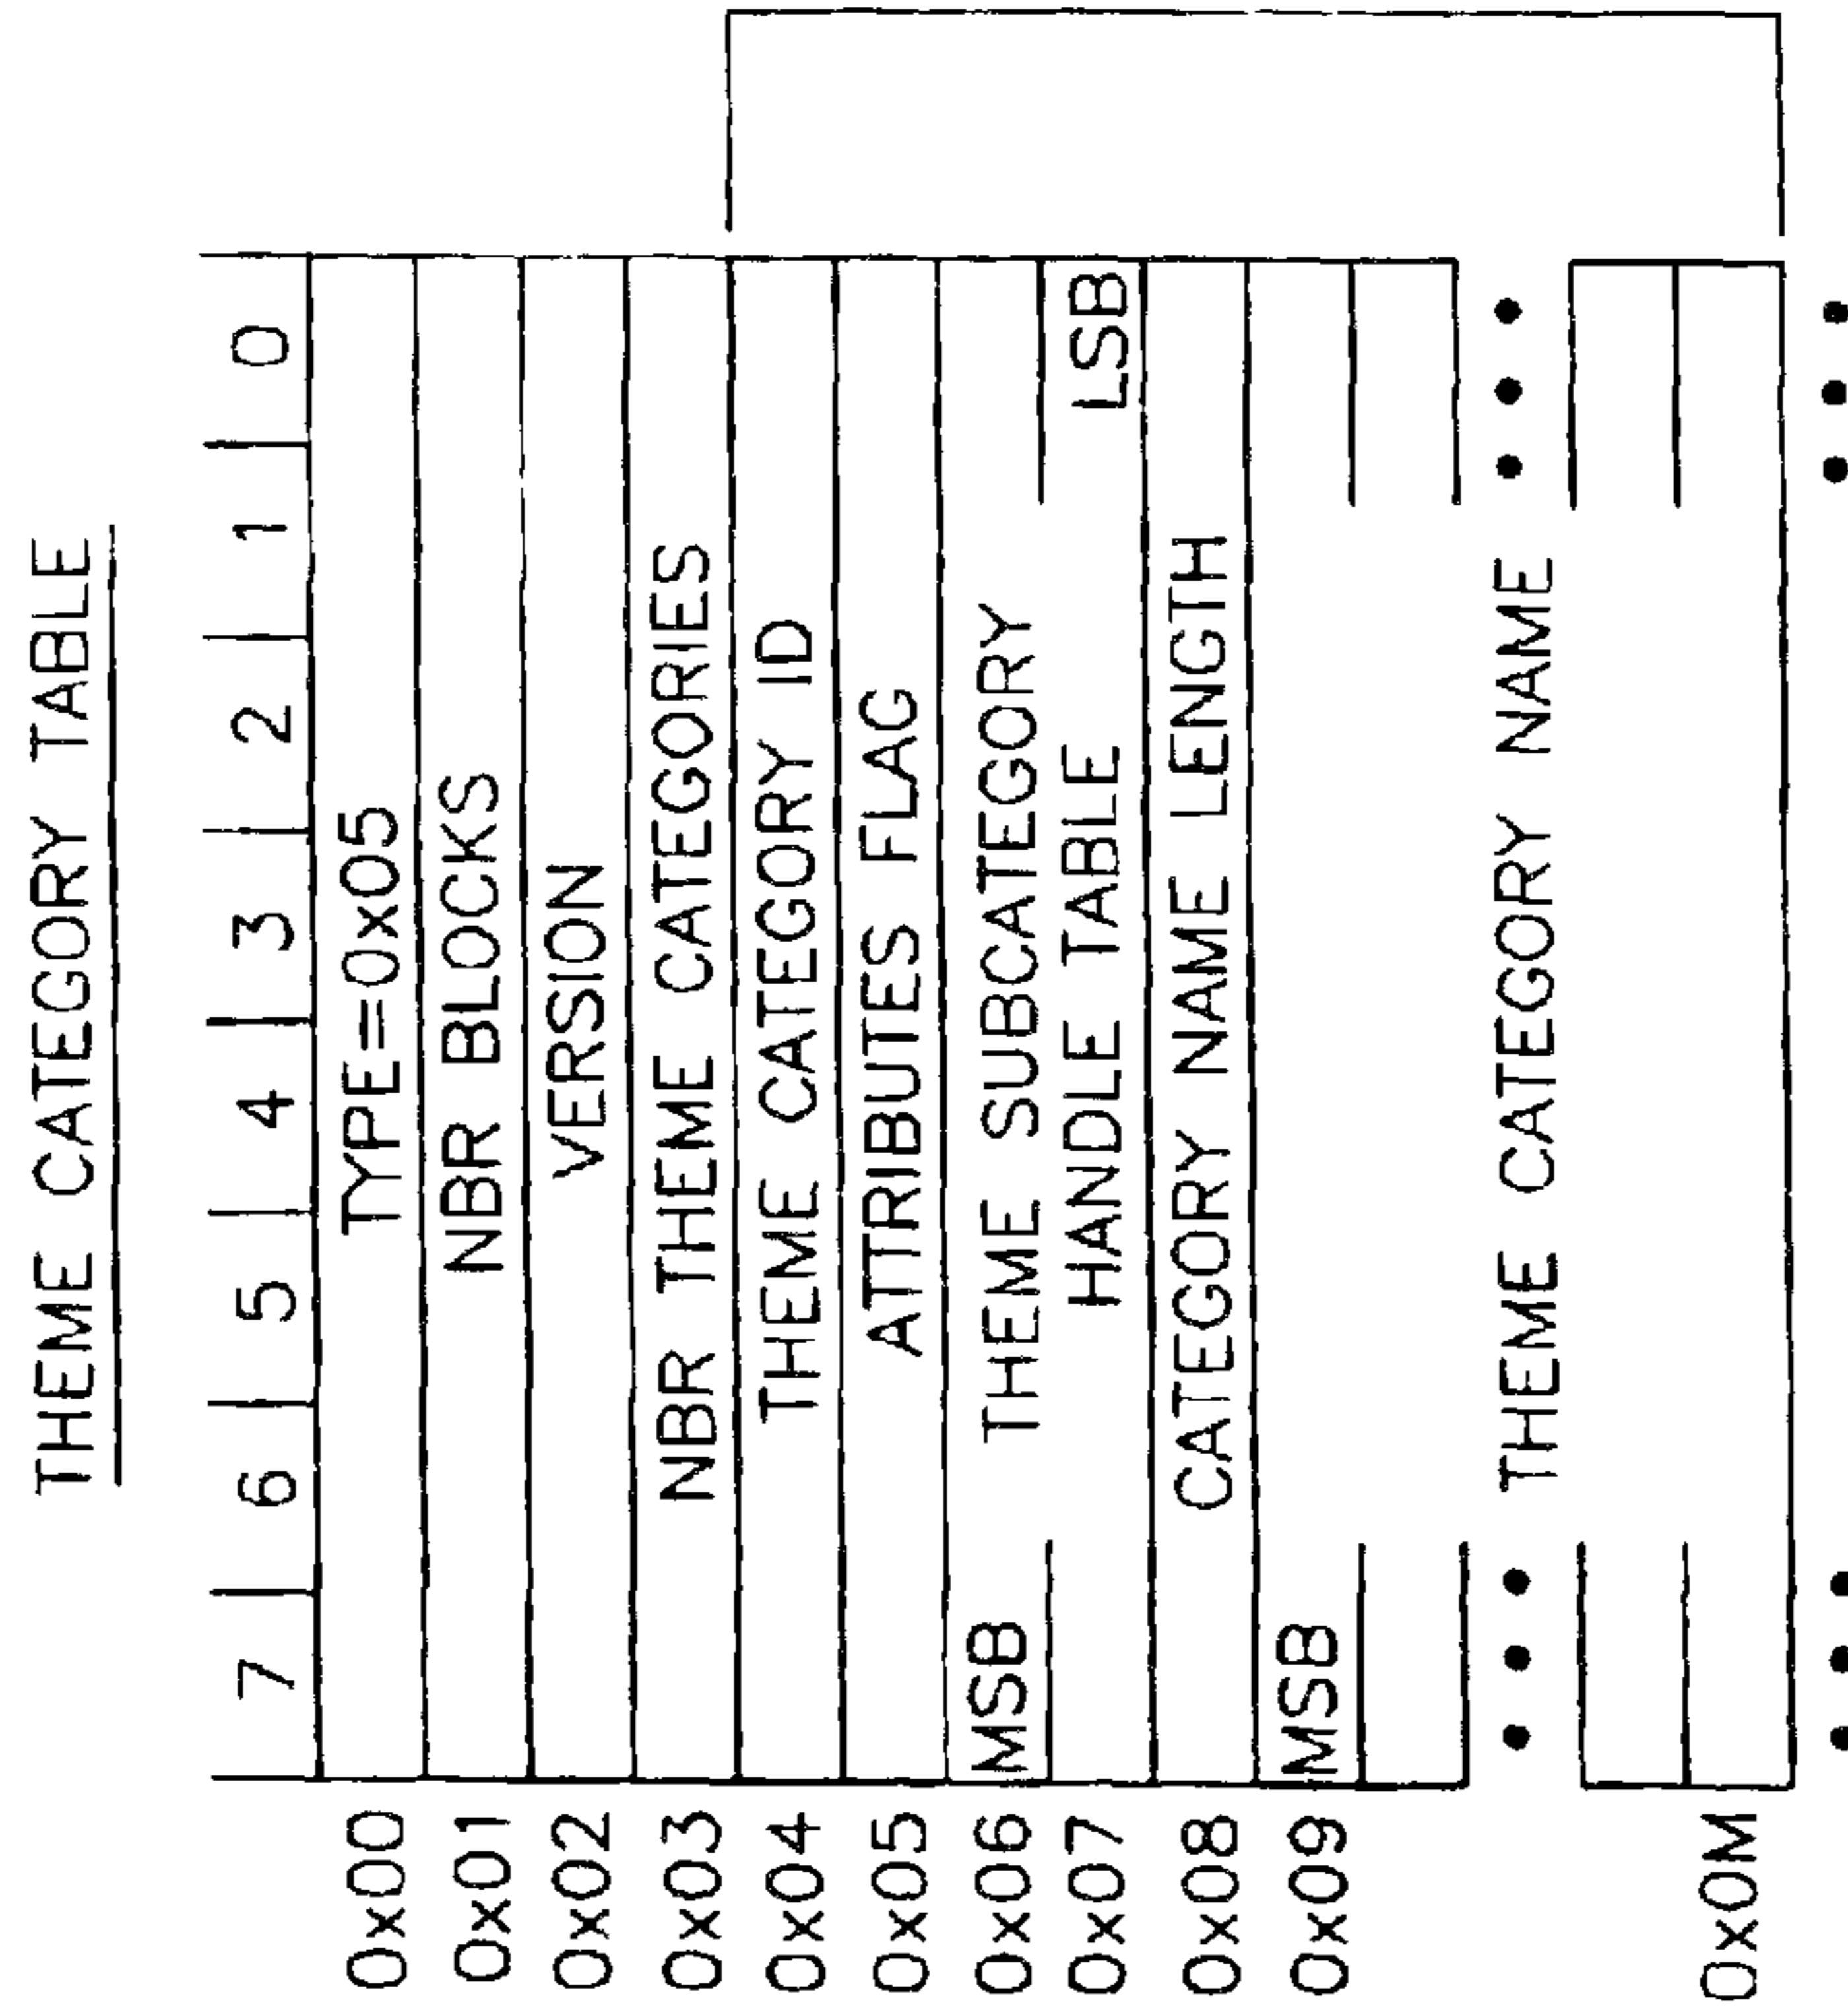 THEME CATEGORY TABLE
7 6 5 4 3 2 1 0
0x00 TYPE=0x05
0x01 NBR BLOCKS
0x02 VERSION
0x03 NBR THEME CATEGORIES
0x04 THEME CATEGORY ID
0x05 ATTRIBUTES FLAG
0x06 MSB THEME SUBCATEGORY
0x07 HANDLE TABLE LSB
0x08 CATEGORY NAME LENGTH
0x09 MSB
THEME CATEGORY NAME
0x0M